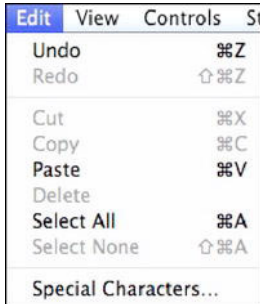 Edit View Controls St
Undo ⌘Z
Redo ⇧⌘Z
Cut ⌘X
Copy ⌘C
Paste ⌘V
Delete
Select All ⌘A
Select None ⇧⌘A
Special Characters...